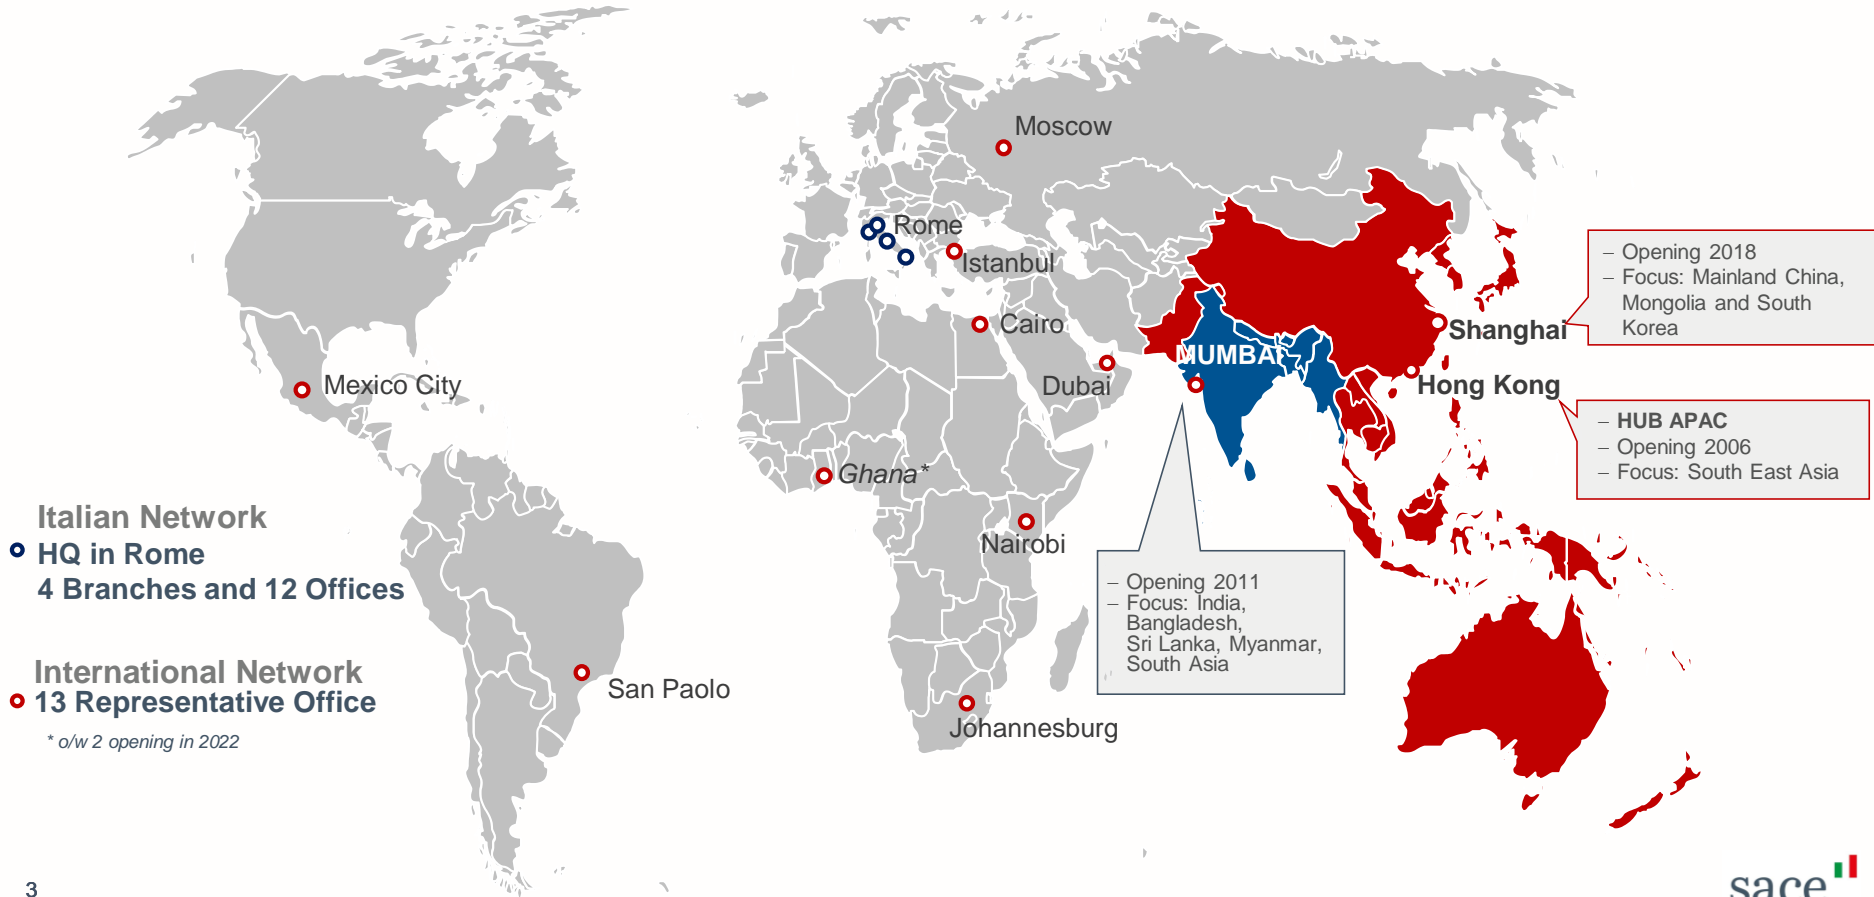 Moscow
Rome
Istanbul
Cairo
Dubai
MUMBAI
Mexico City
Ghana*
Nairobi
San Paolo
Johannesburg
Shanghai
Hong Kong
– Opening 2018
– Focus: Mainland China,
Mongolia and South
Korea
– HUB APAC
– Opening 2006
– Focus: South East Asia
– Opening 2011
– Focus: India,
Bangladesh,
Sri Lanka, Myanmar,
South Asia
Italian Network
HQ in Rome
4 Branches and 12 Offices
International Network
13 Representative Office
* o/w 2 opening in 2022
3
sace